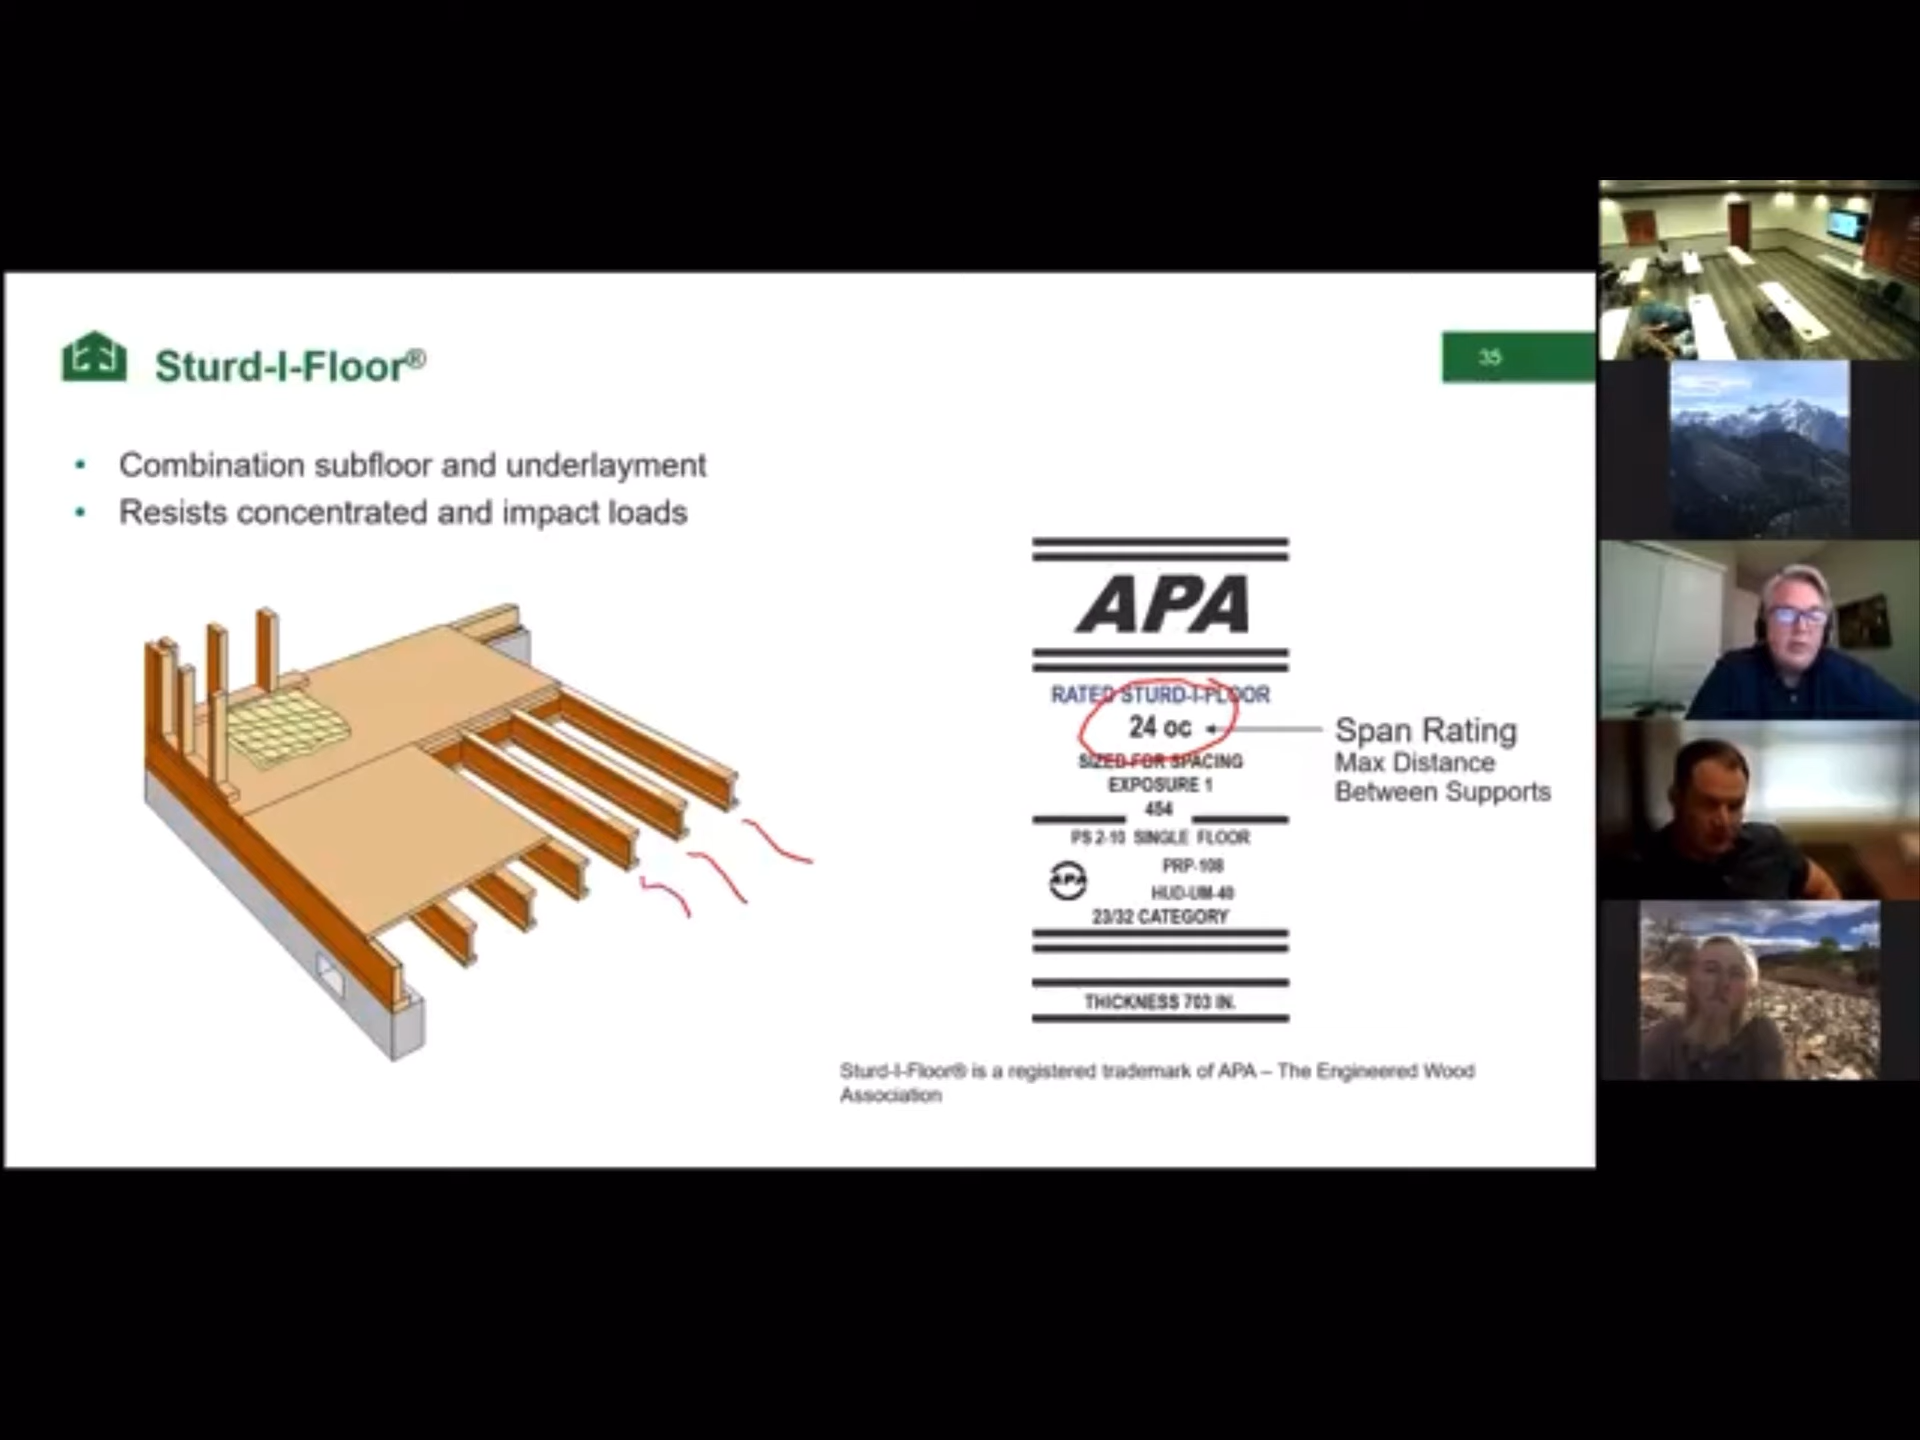 Sturd-I-Floor®
35
• Combination subfloor and underlayment
• Resists concentrated and impact loads
APA
RATED STURD-I-FLOOR
24 oc
SIZED FOR SPACING
EXPOSURE 1
454
PS 2-10 SINGLE FLOOR
PRP-108
APA
HUD-UM-40
23/32 CATEGORY
THICKNESS 703 IN.
Span Rating
Max Distance
Between Supports
Sturd-I-Floor® is a registered trademark of APA – The Engineered Wood
Association